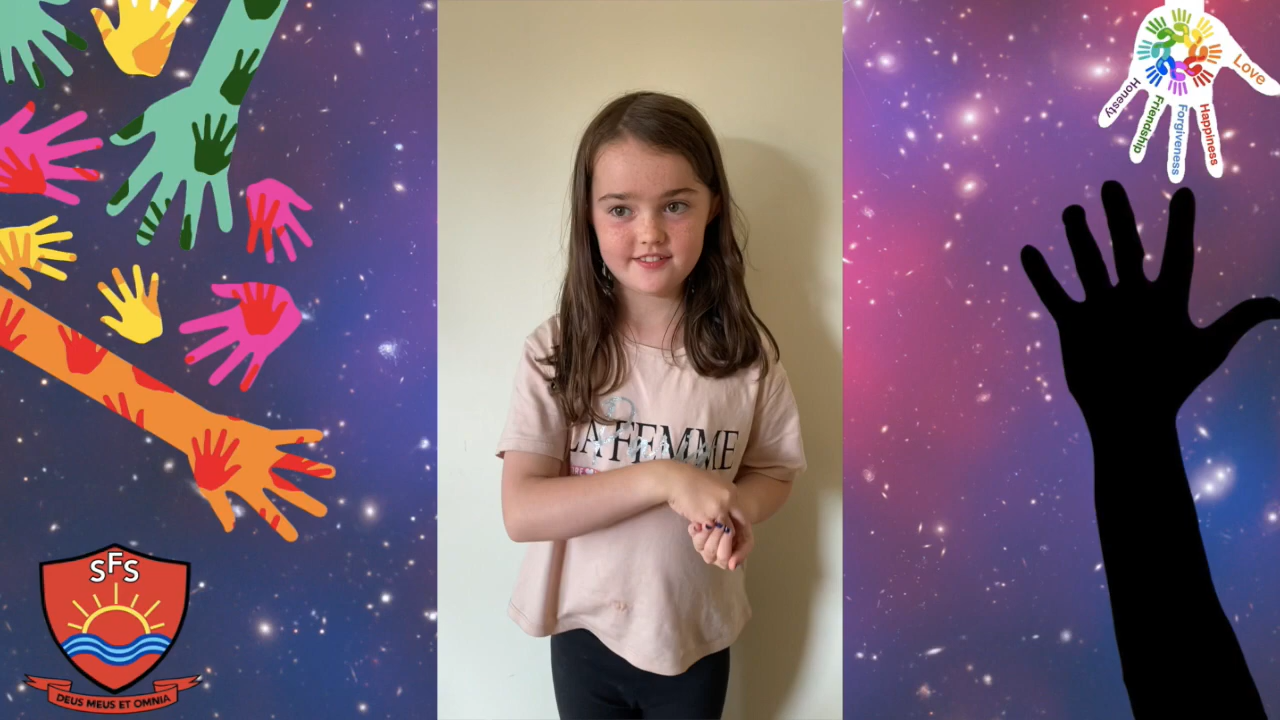 Love
Honesty
Friendship
Forgiveness
Happiness
LA FEMME
SFS
DEUS MEUS ET OMNIA